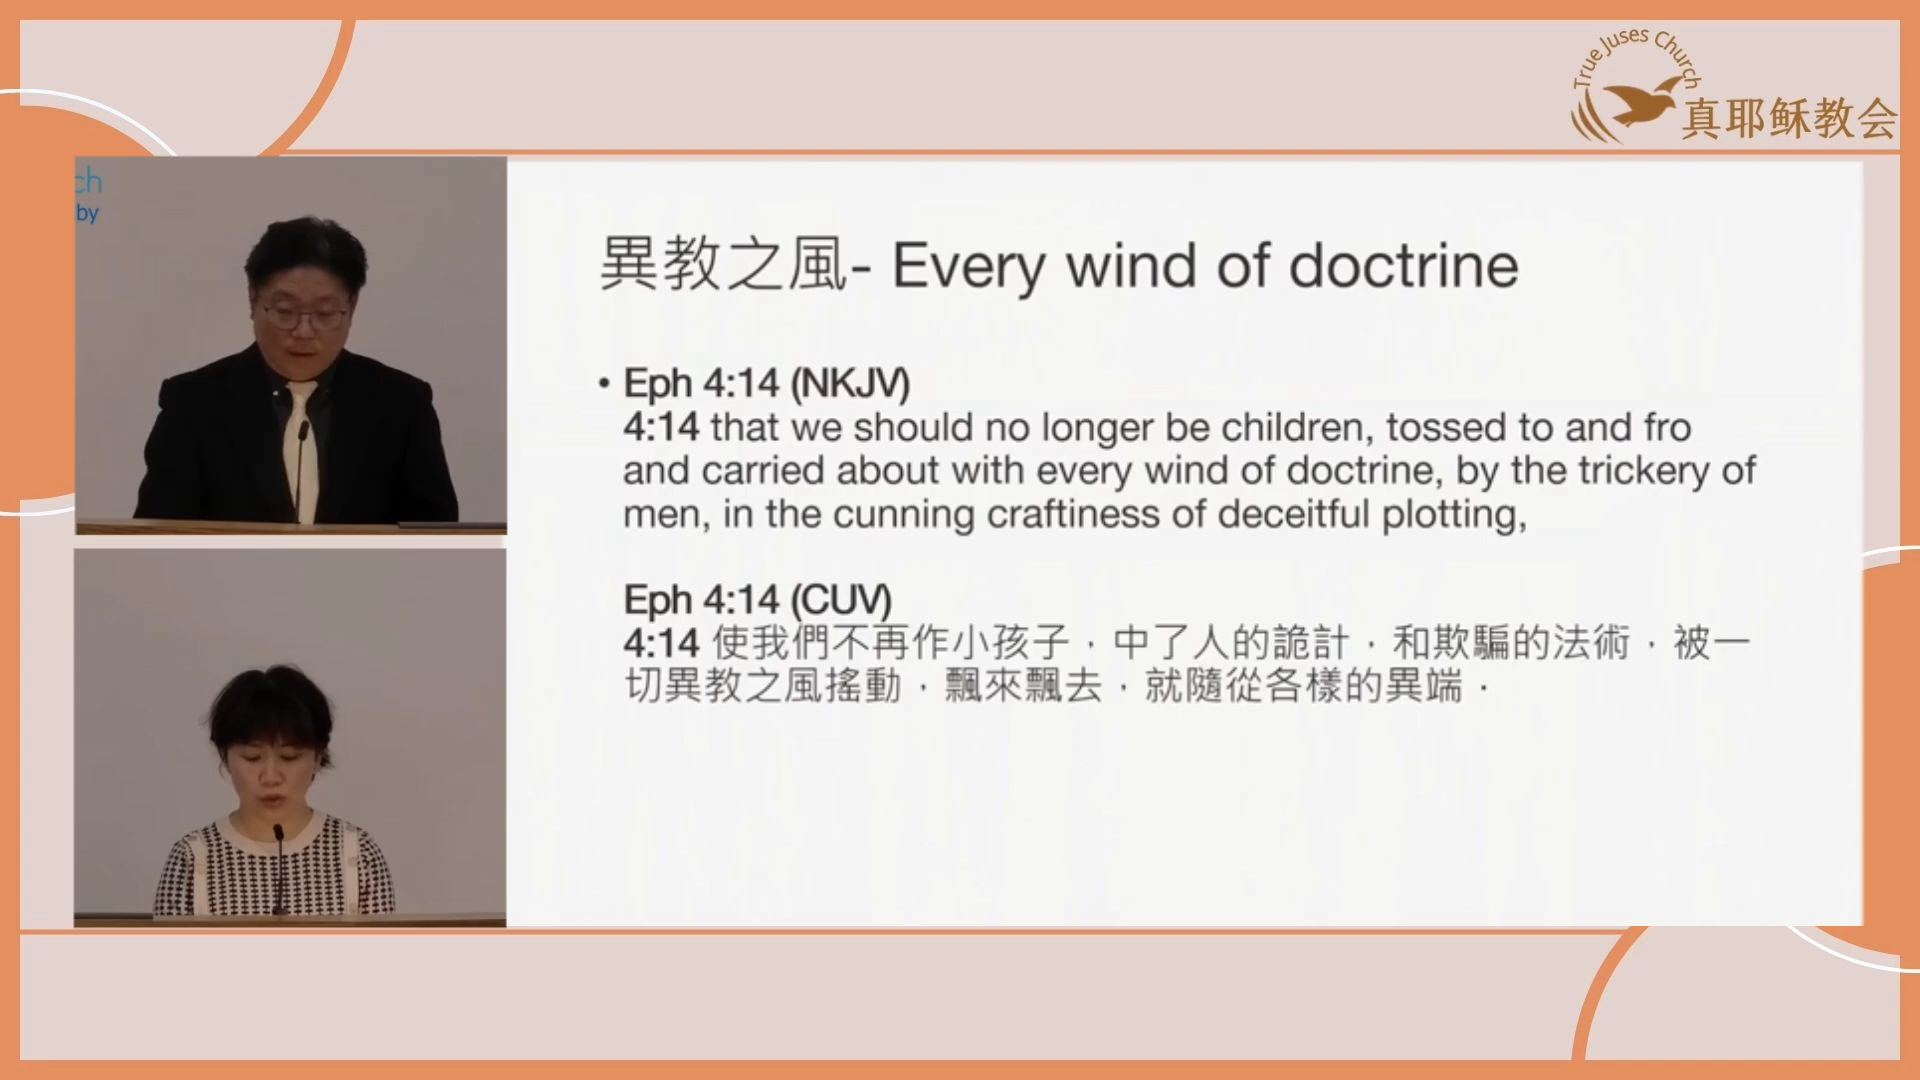 True Juses Church
真耶稣教会
ch
by
異教之風- Every wind of doctrine
• Eph 4:14 (NKJV)
4:14 that we should no longer be children, tossed to and fro
and carried about with every wind of doctrine, by the trickery of
men, in the cunning craftiness of deceitful plotting,
Eph 4:14 (CUV)
4:14 使我們不再作小孩子，中了人的詭計，和欺騙的法術，被一
切異教之風搖動，飄來飄去，就隨從各樣的異端．